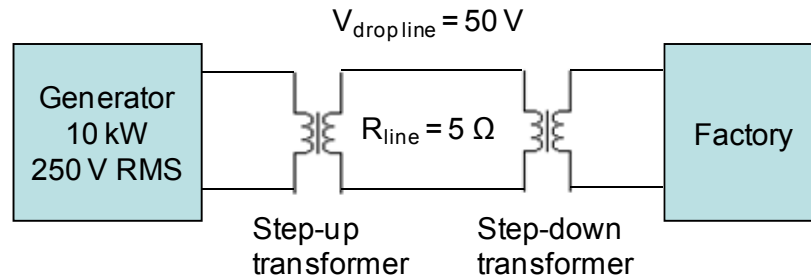 V_drop line = 50 V
Generator
10 kW
250 V RMS
R_line = 5 Ω
Factory
Step-up
transformer
Step-down
transformer